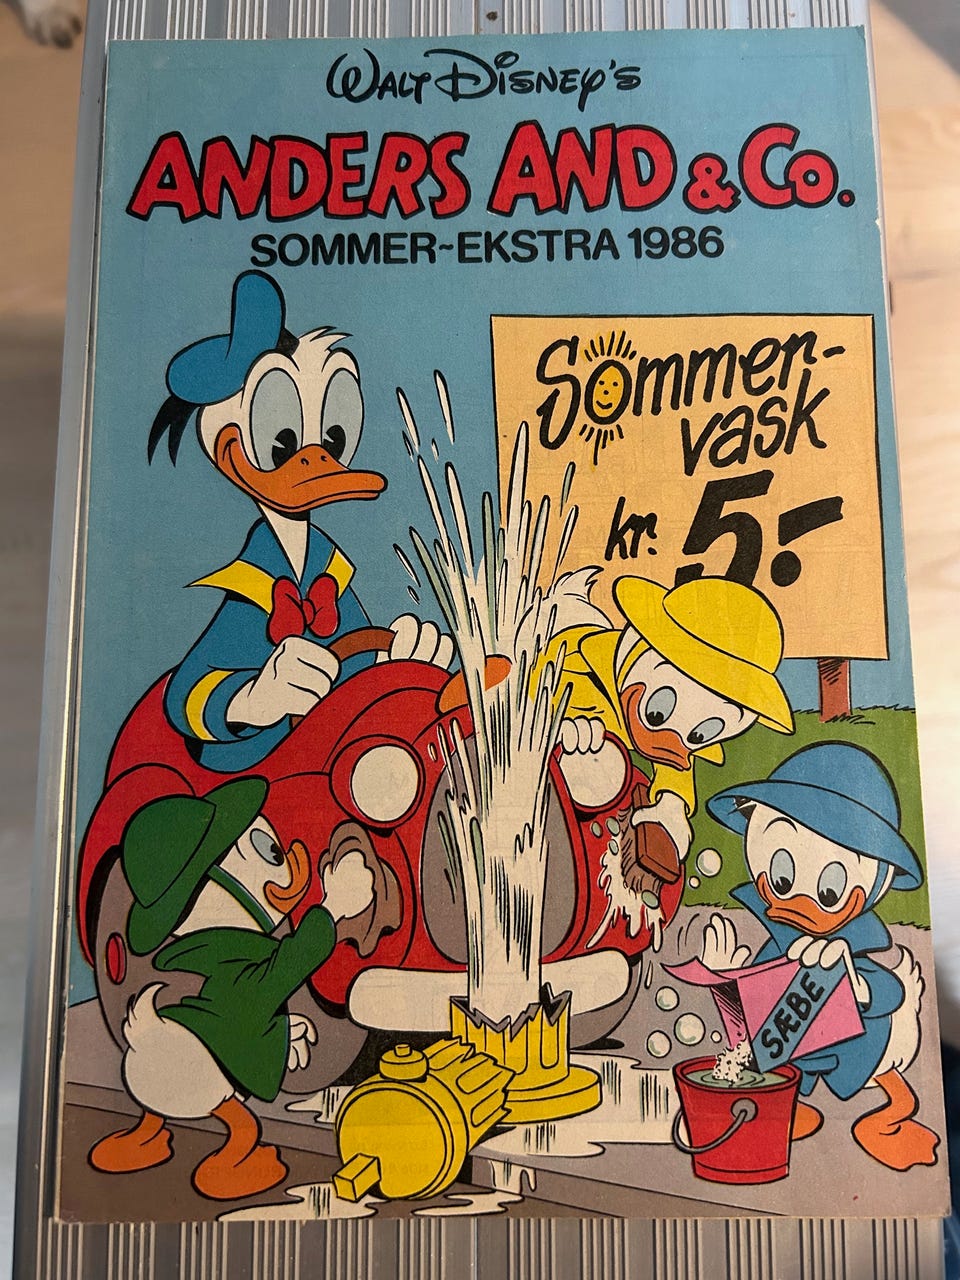 WALT DISNEY'S
ANDERS AND & Co.
SOMMER-EKSTRA 1986
Sommer-
vask
kr. 5.-
SÆBE